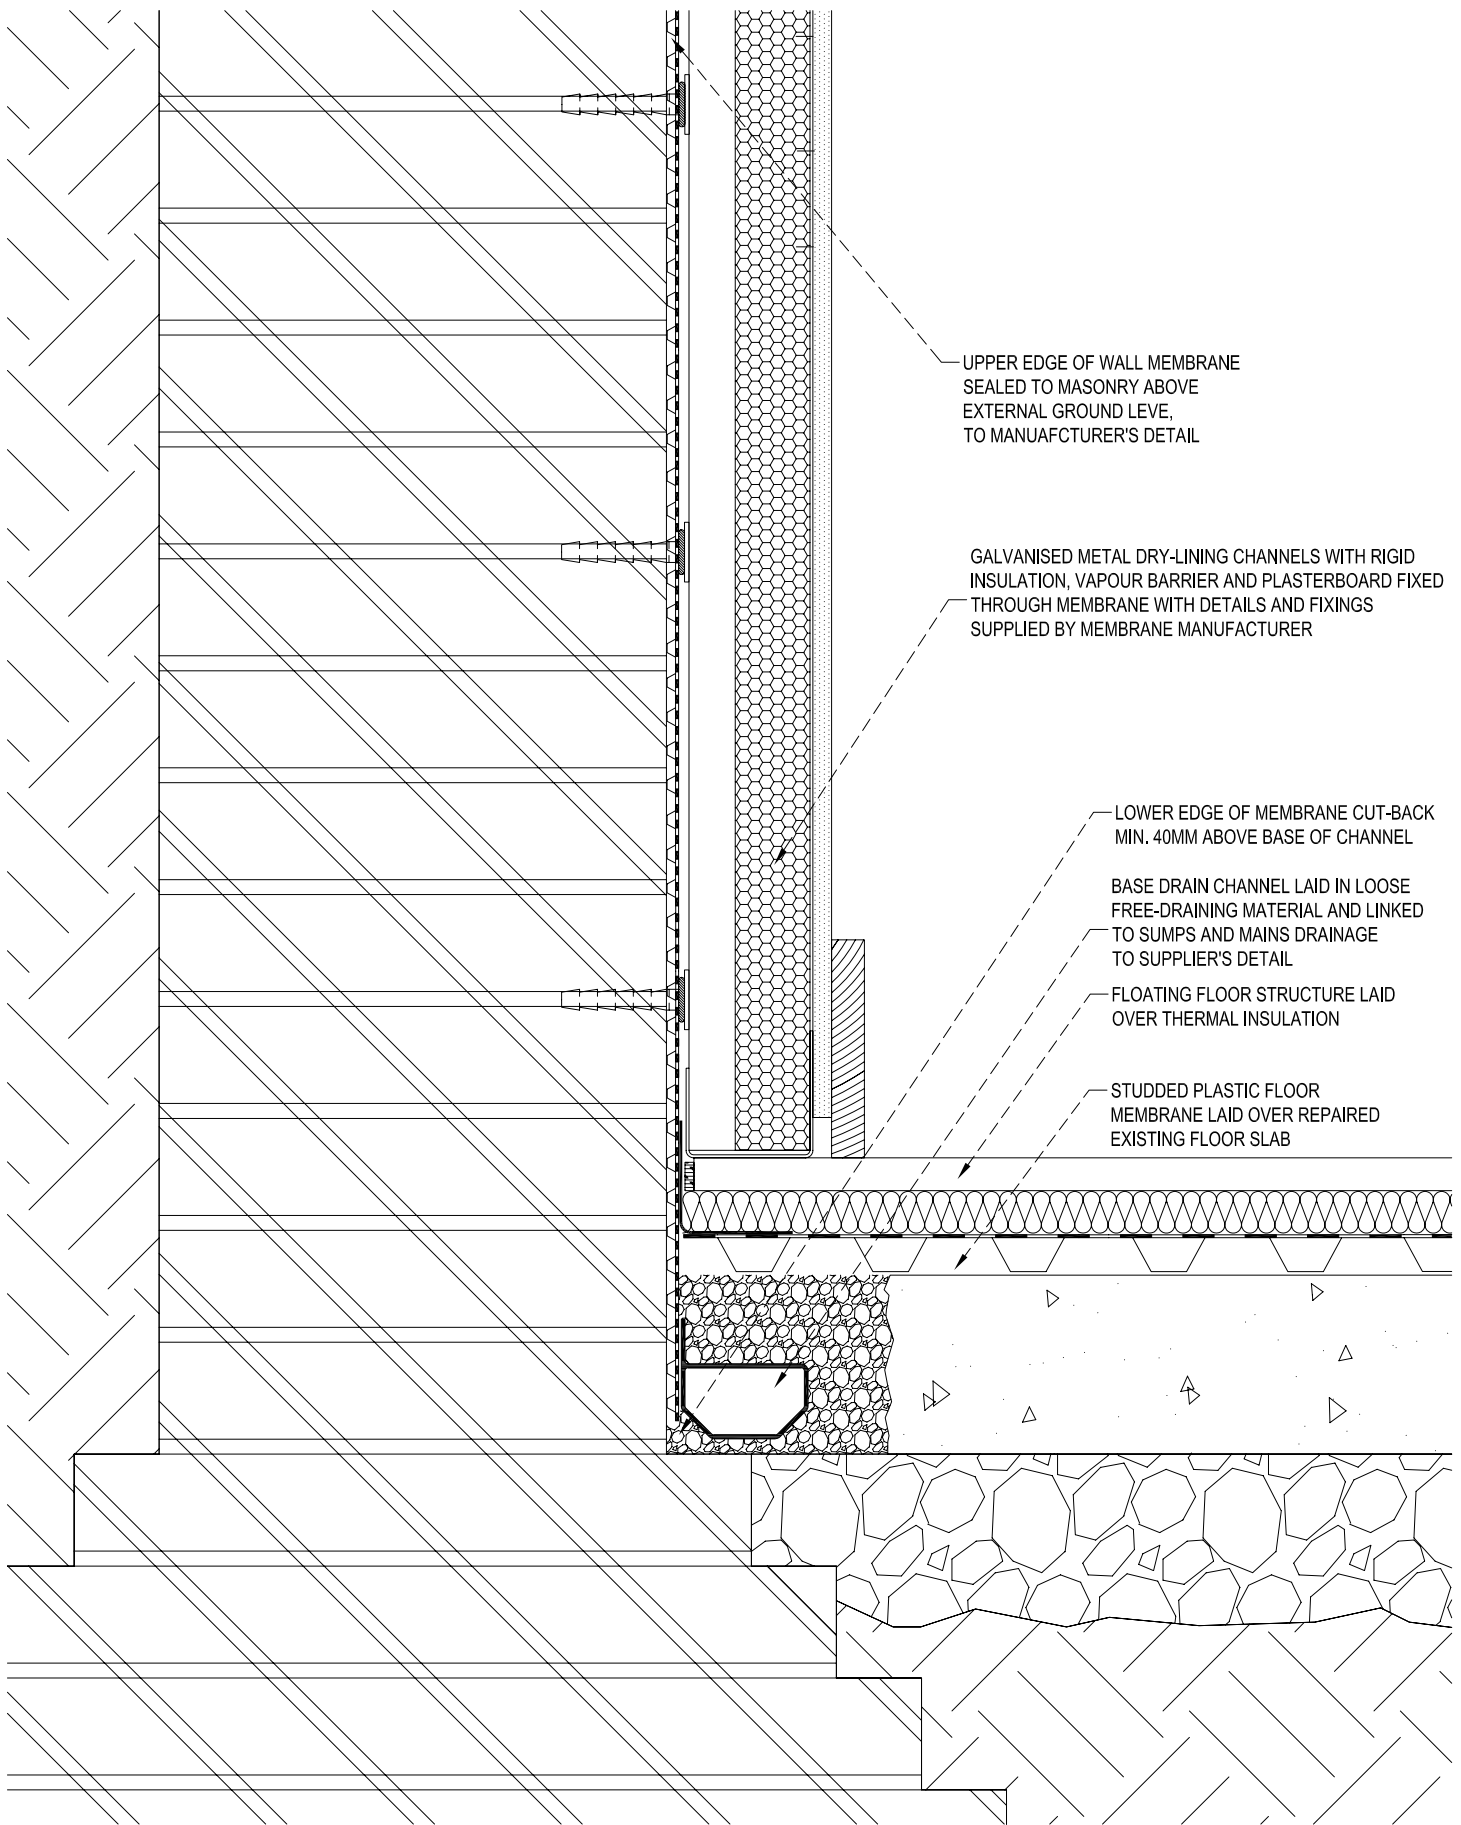 UPPER EDGE OF WALL MEMBRANE
SEALED TO MASONRY ABOVE
EXTERNAL GROUND LEVE,
TO MANUAFCTURER'S DETAIL
GALVANISED METAL DRY-LINING CHANNELS WITH RIGID
INSULATION, VAPOUR BARRIER AND PLASTERBOARD FIXED
THROUGH MEMBRANE WITH DETAILS AND FIXINGS
SUPPLIED BY MEMBRANE MANUFACTURER
LOWER EDGE OF MEMBRANE CUT-BACK
MIN. 40MM ABOVE BASE OF CHANNEL
BASE DRAIN CHANNEL LAID IN LOOSE
FREE-DRAINING MATERIAL AND LINKED
TO SUMPS AND MAINS DRAINAGE
TO SUPPLIER'S DETAIL
FLOATING FLOOR STRUCTURE LAID
OVER THERMAL INSULATION
STUDDED PLASTIC FLOOR
MEMBRANE LAID OVER REPAIRED
EXISTING FLOOR SLAB